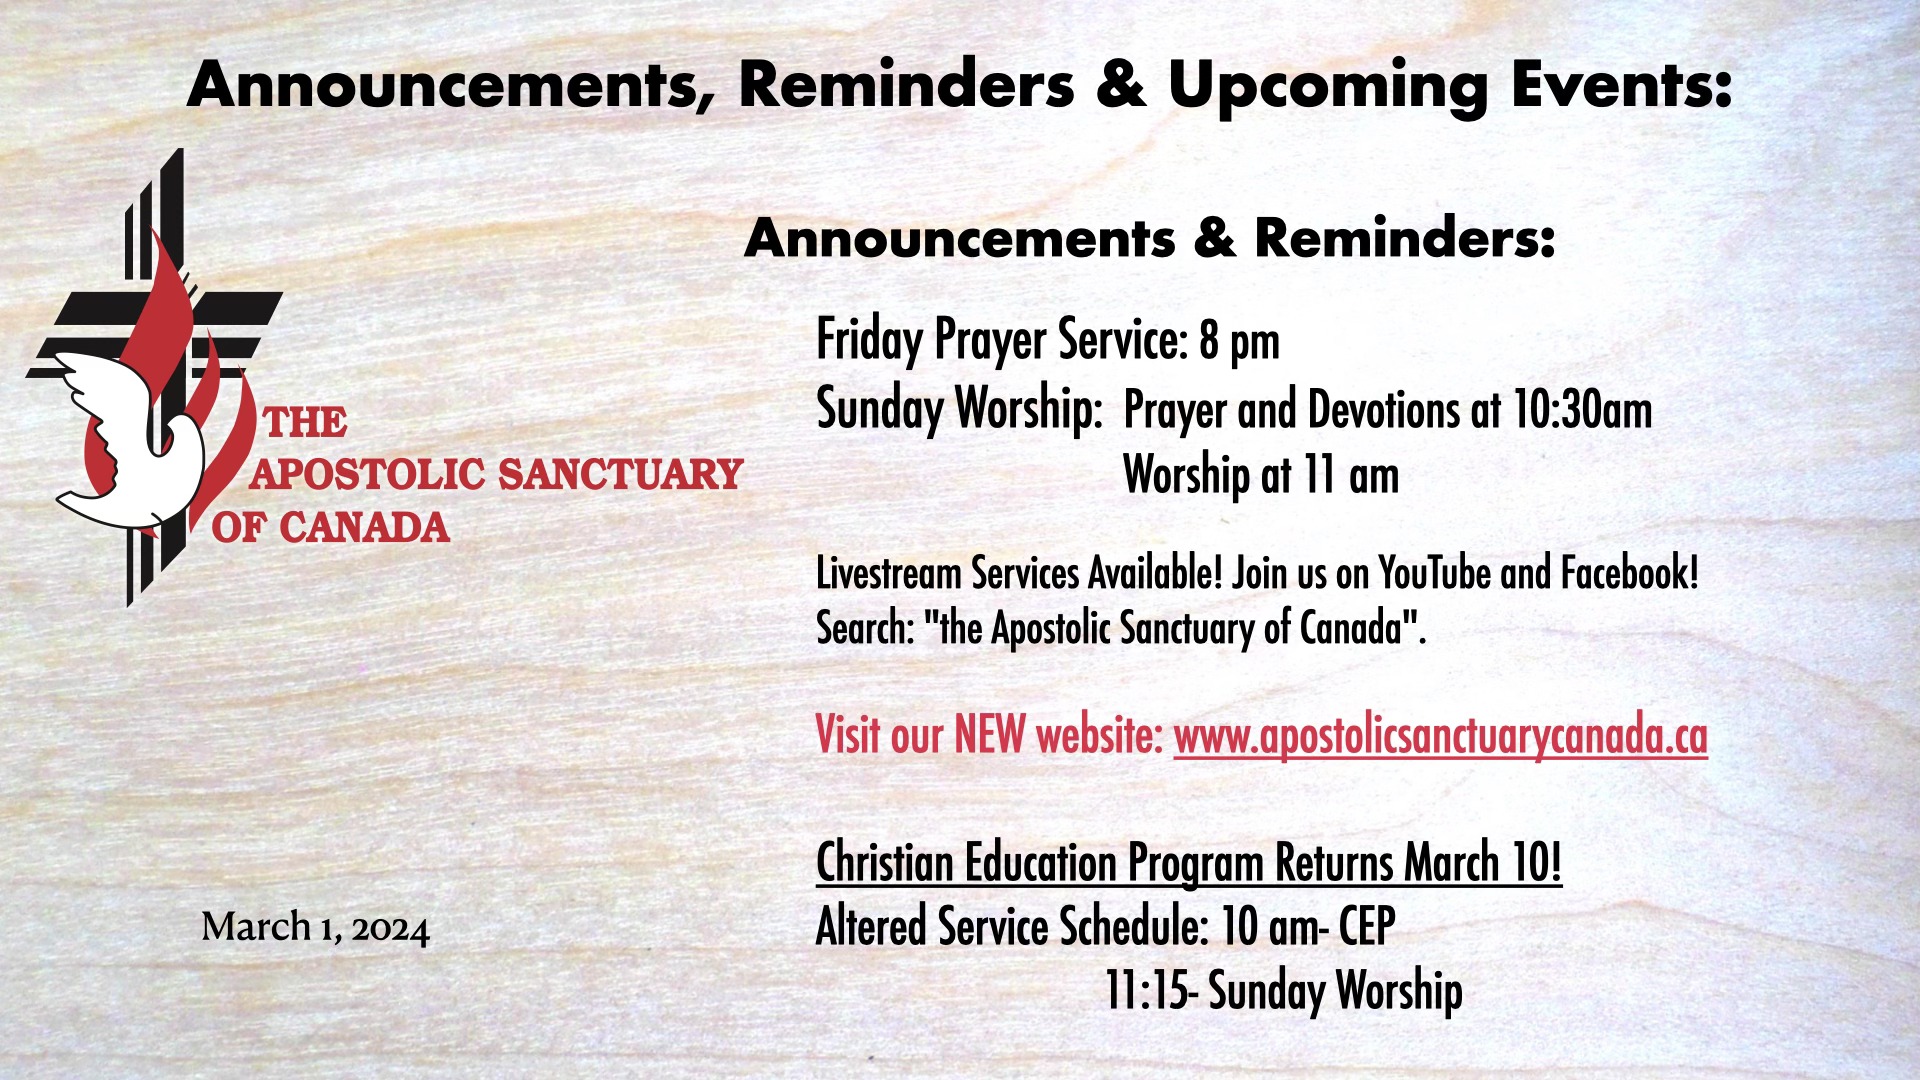 Announcements, Reminders & Upcoming Events:
THE
APOSTOLIC SANCTUARY
OF CANADA
Announcements & Reminders:
Friday Prayer Service: 8 pm
Sunday Worship: Prayer and Devotions at 10:30am
Worship at 11 am
Livestream Services Available! Join us on YouTube and Facebook!
Search: "the Apostolic Sanctuary of Canada".
Visit our NEW website: www.apostolicsanctuarycanada.ca
Christian Education Program Returns March 10!
Altered Service Schedule: 10 am- CEP
11:15- Sunday Worship
March 1, 2024